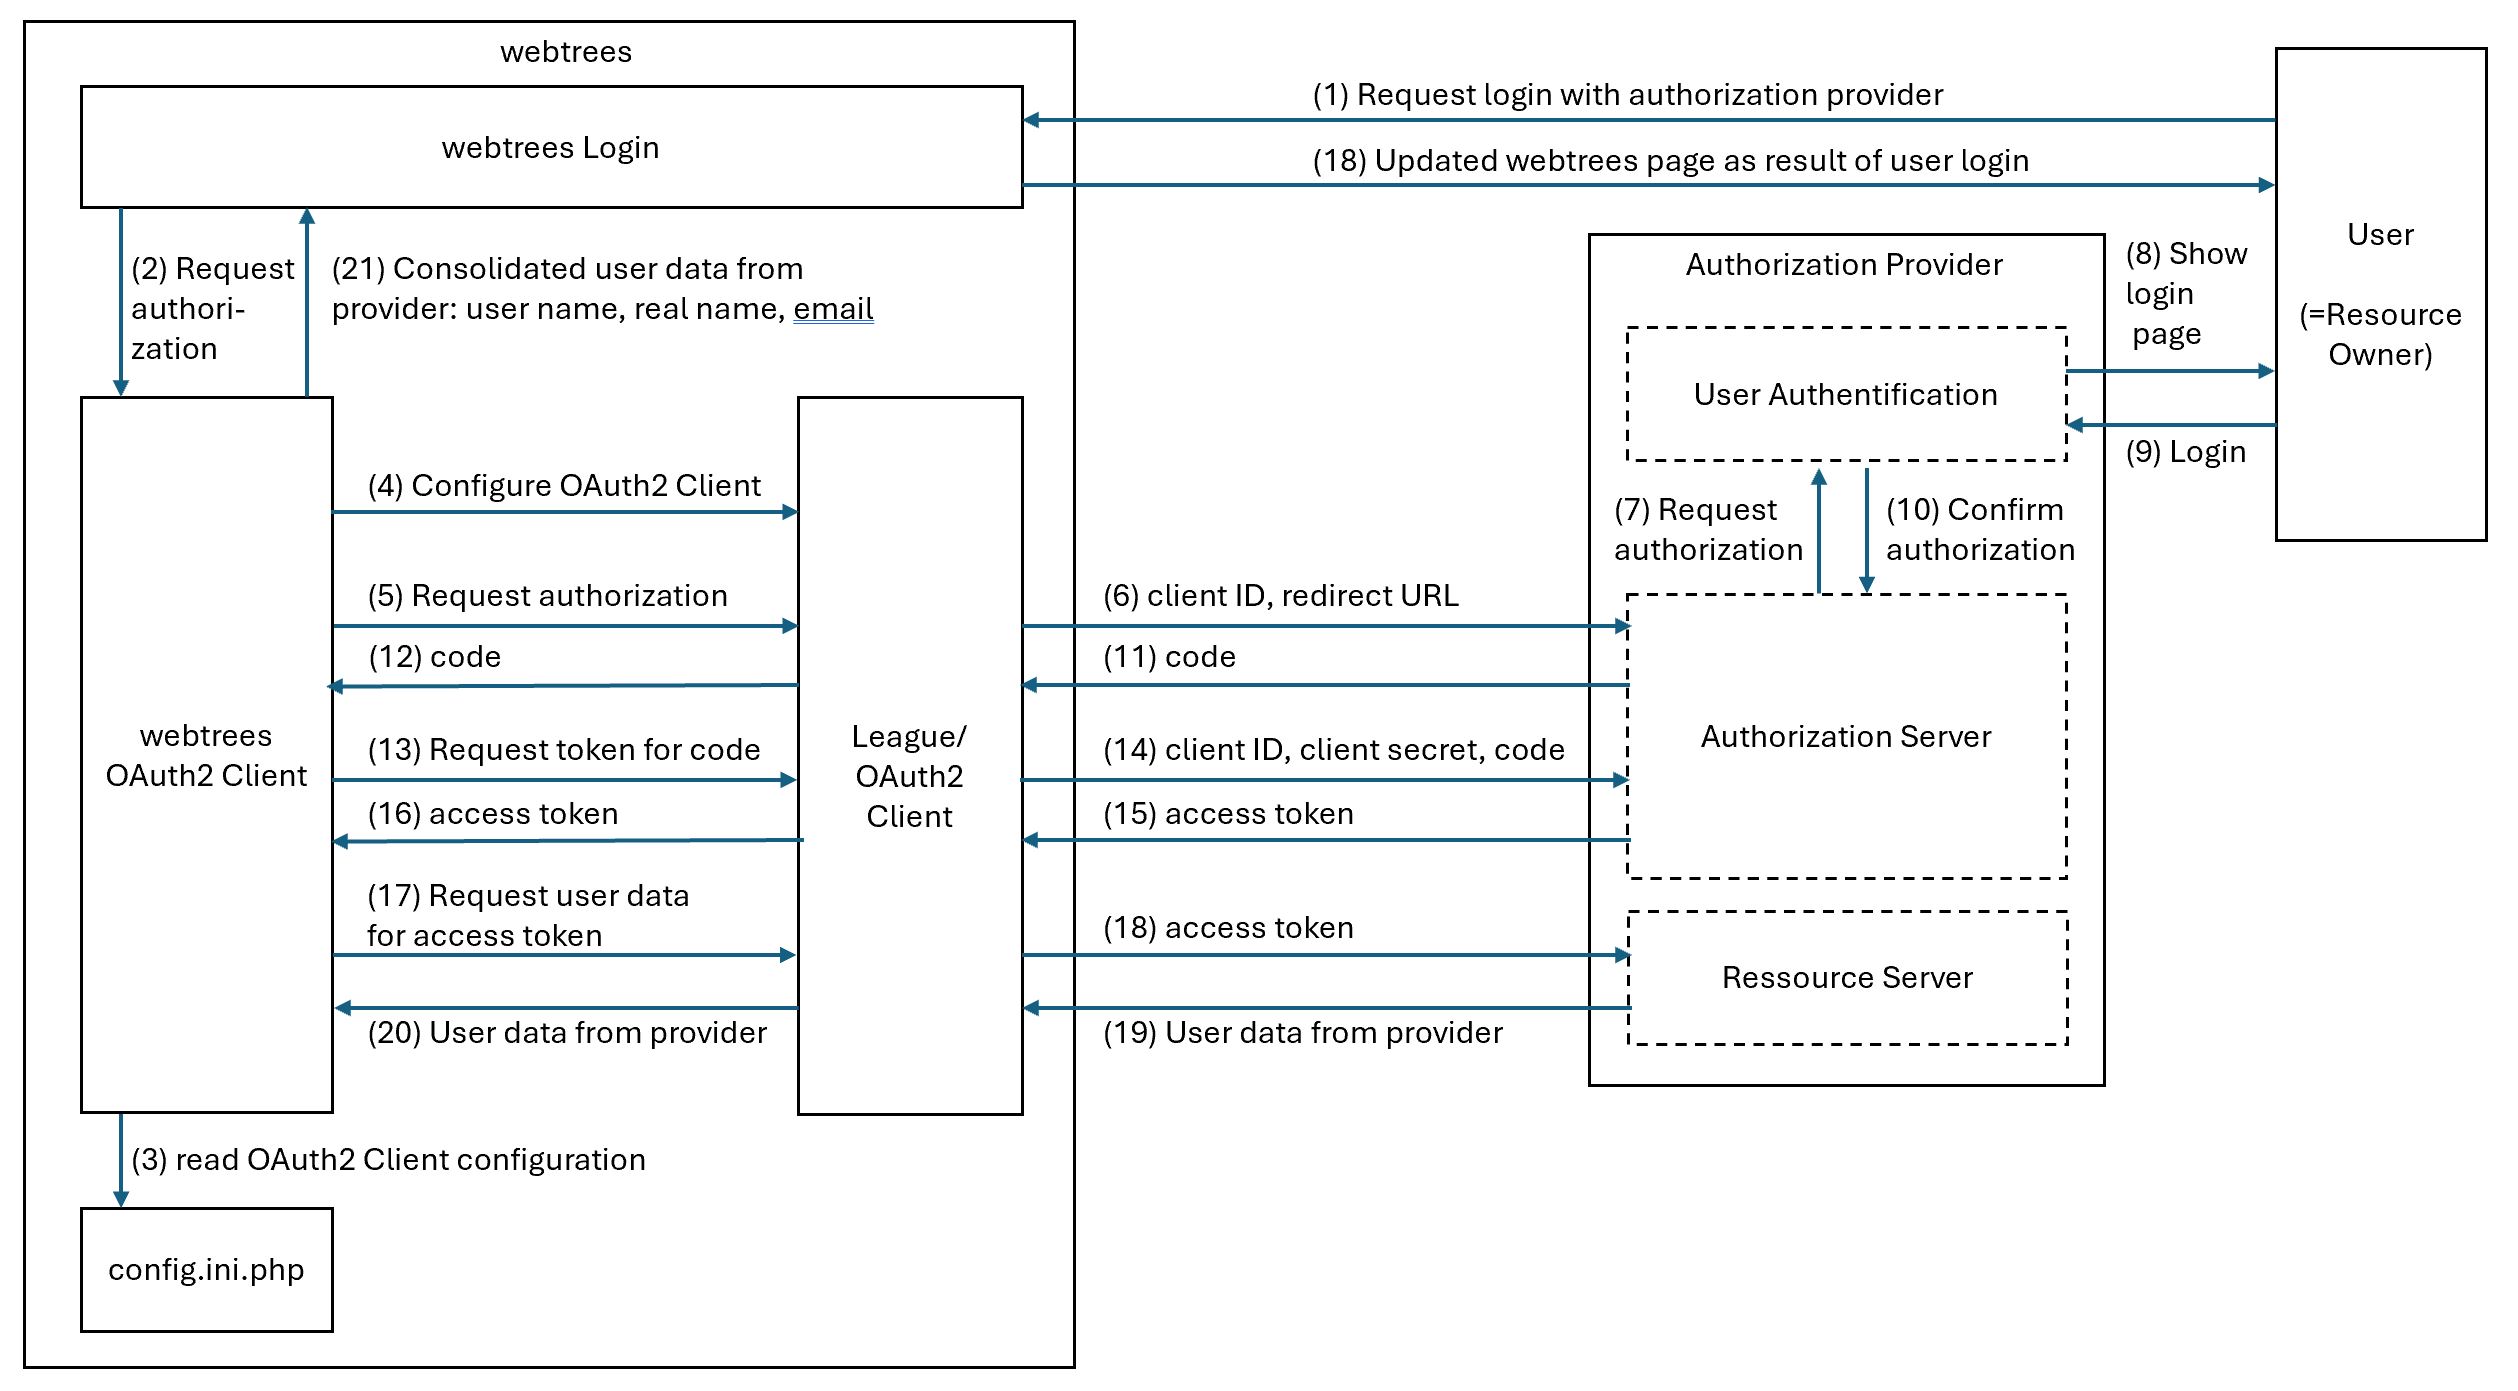 webtrees
webtrees Login
(1) Request login with authorization provider
(18) Updated webtrees page as result of user login
User
(=Resource
Owner)
(2) Request
authori-
zation
(21) Consolidated user data from
provider: user name, real name, email
Authorization Provider
User Authentification
(8) Show
login
page
(9) Login
(7) Request
authorization
(10) Confirm
authorization
webtrees
OAuth2 Client
(4) Configure OAuth2 Client
(5) Request authorization
(12) code
(13) Request token for code
(16) access token
(17) Request user data
for access token
(20) User data from provider
League/
OAuth2
Client
(6) client ID, redirect URL
(11) code
(14) client ID, client secret, code
(15) access token
(18) access token
(19) User data from provider
Authorization Server
Ressource Server
(3) read OAuth2 Client configuration
config.ini.php